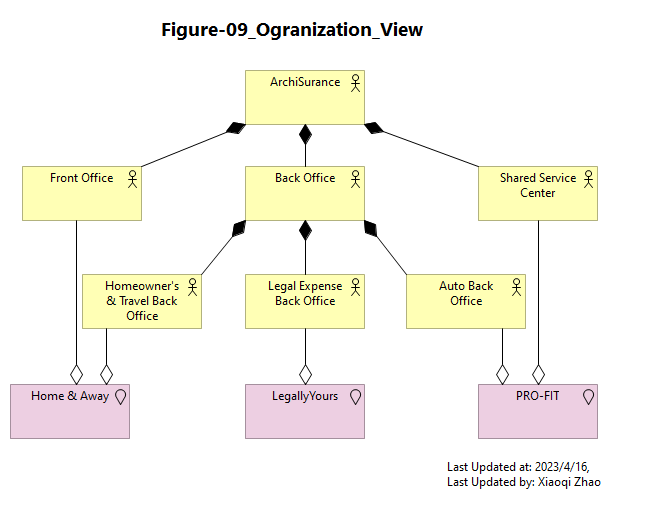 Figure-09_Ogranization_View
ArchiSurance
Front Office
Back Office
Shared Service
Center
Homeowner's
& Travel Back
Office
Legal Expense
Back Office
Auto Back
Office
Home & Away
LegallyYours
PRO-FIT
Last Updated at: 2023/4/16,
Last Updated by: Xiaoqi Zhao